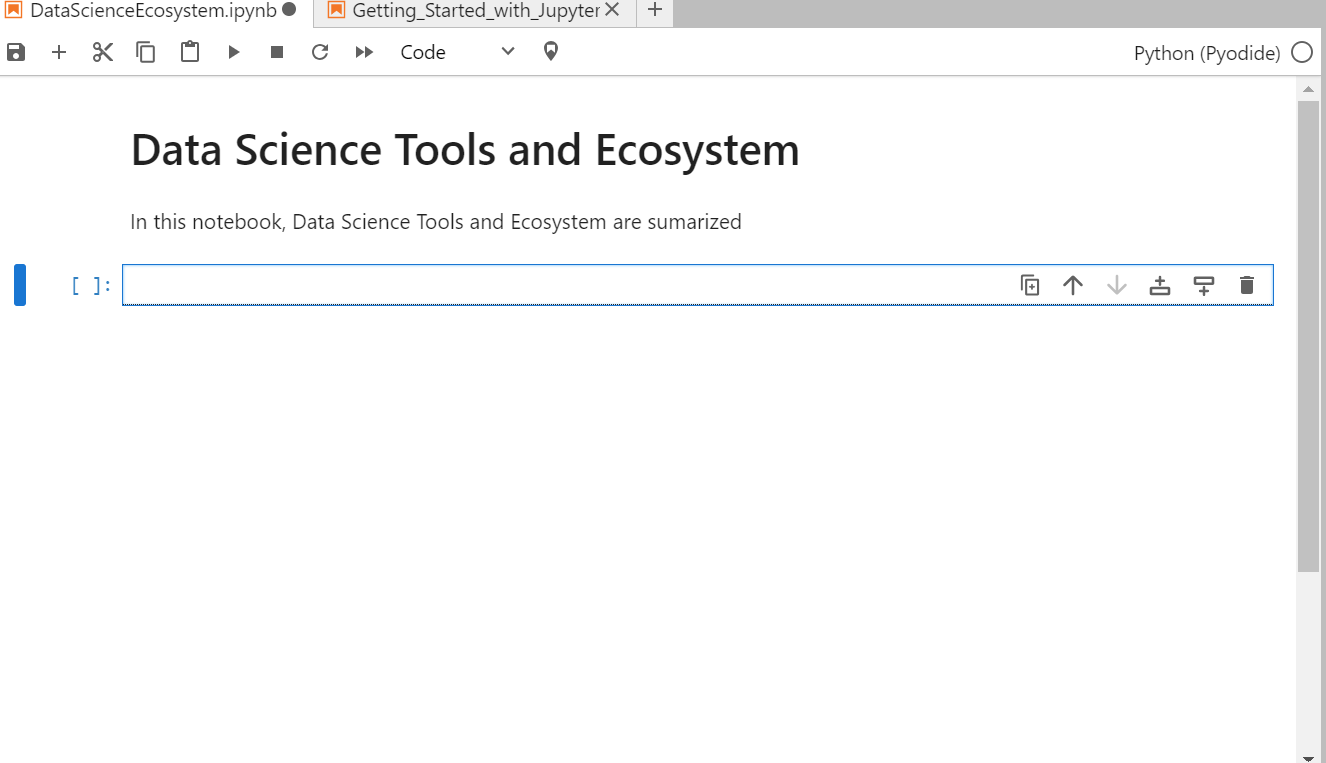 DataScienceEcosystem.ipynb Getting_Started_with_Jupyter
Code Python (Pyodide)
Data Science Tools and Ecosystem
In this notebook, Data Science Tools and Ecosystem are sumarized
[ ]: